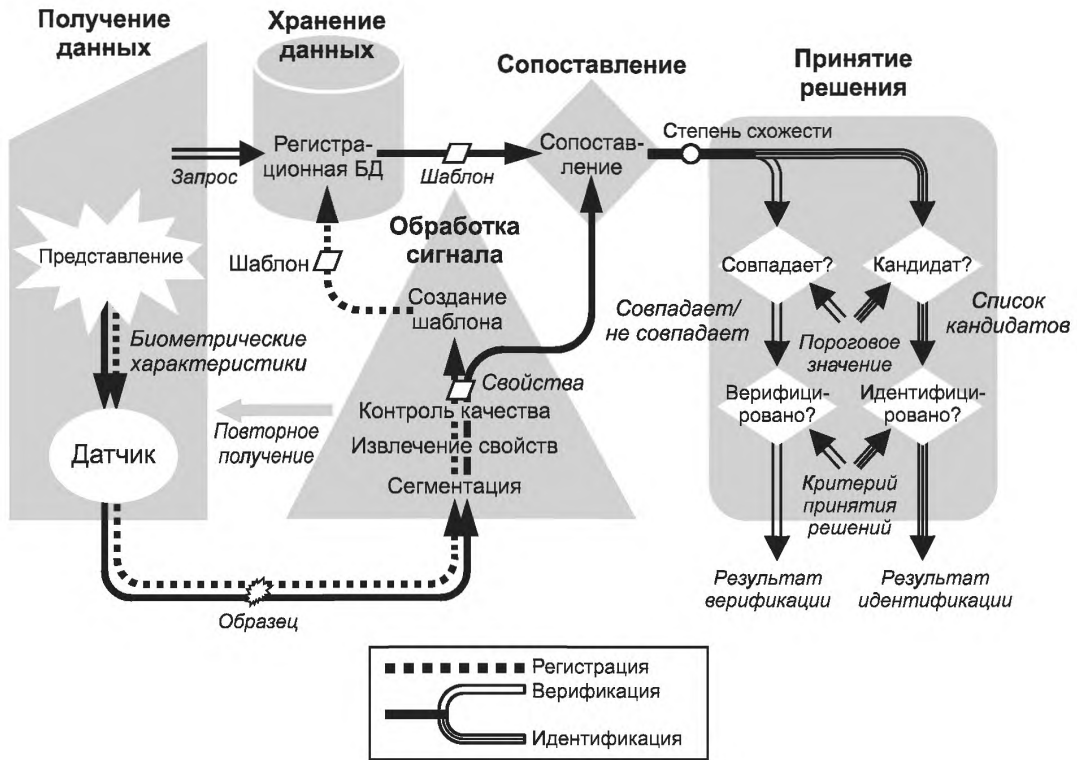 Получение
данных
Хранение
данных
Сопоставление
Принятие
решения
Запрос
Регистра-
ционная БД
Шаблон
Сопостав-
ление
Степень схожести
Представление
Шаблон
Обработка
сигнала
Создание
шаблона
Биометрические
характеристики
Свойства
Контроль качества
Извлечение свойств
Сегментация
Повторное
получение
Датчик
Образец
Совпадает/
не совпадает
Совпадает?
Кандидат?
Список
кандидатов
Пороговое
значение
Верифици-
ровано?
Идентифици-
ровано?
Критерий
принятия
решений
Результат
верификации
Результат
идентификации
Регистрация
Верификация
Идентификация